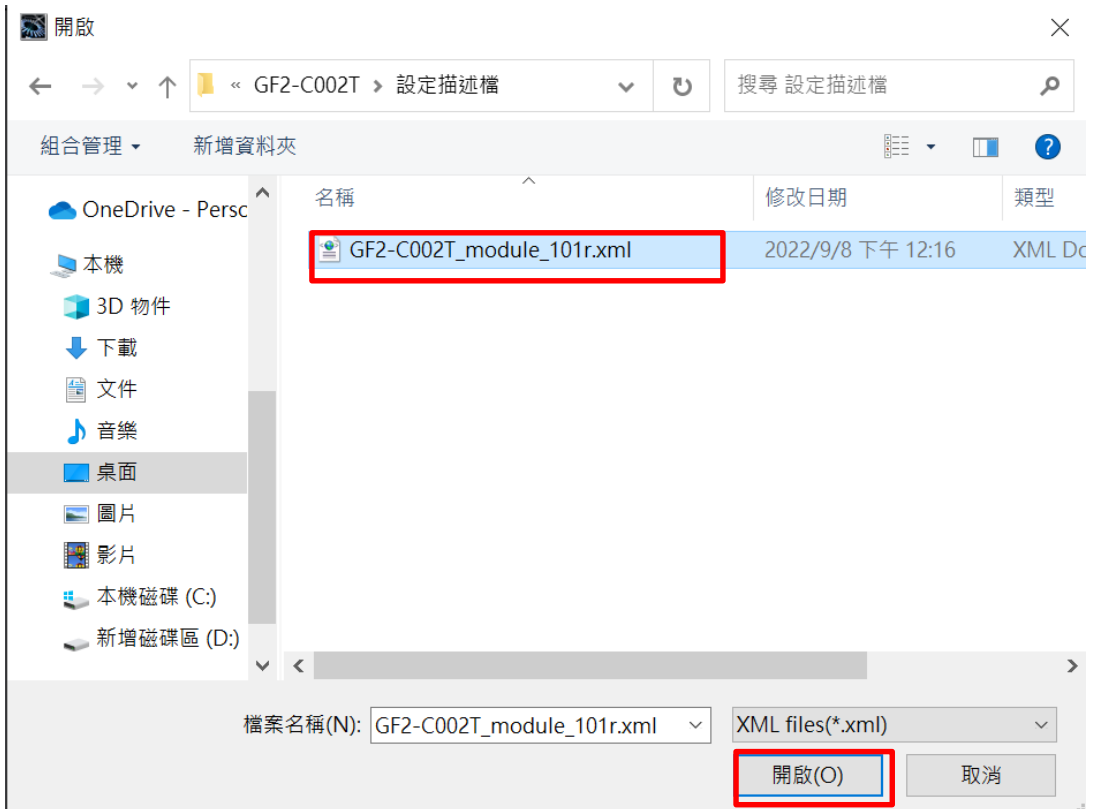 開啟
« GF2-C002T › 設定描述檔
搜尋 設定描述檔
組合管理
新增資料夾
?
名稱
修改日期
類型
OneDrive - Perso
本機
3D 物件
下載
文件
音樂
桌面
圖片
影片
本機磁碟 (C:)
新增磁碟區 (D:)
GF2-C002T_module_101r.xml
2022/9/8 下午 12:16
XML Do
檔案名稱(N):
GF2-C002T_module_101r.xml
XML files(*.xml)
開啟(O)
取消